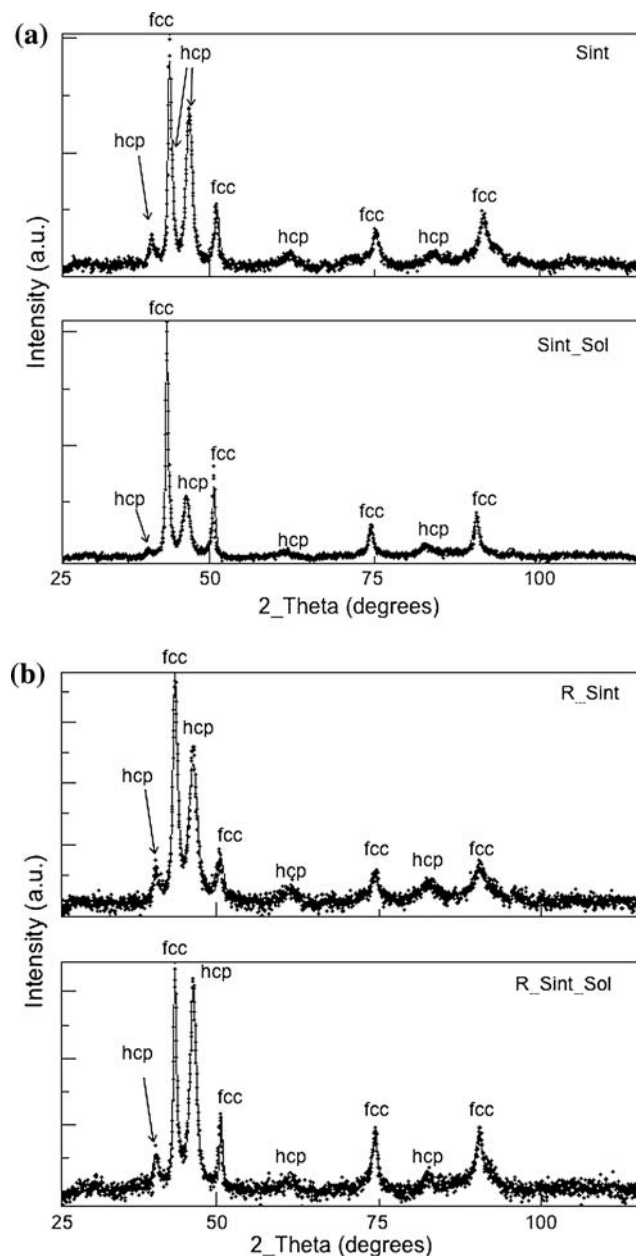 (a)
fcc
hcp
Sint
hcp
fcc
fcc
fcc
hcp
hcp
fcc
Sint_Sol
fcc
hcp
hcp
fcc
fcc
hcp
hcp
Intensity (a.u.)
25 50 75 100
2_Theta (degrees)
(b)
fcc
R_Sint
hcp
hcp
fcc
fcc
hcp
fcc
hcp
fcc
hcp
R_Sint_Sol
hcp
fcc
fcc
fcc
hcp
hcp
Intensity (a.u.)
25 50 75 100
2_Theta (degrees)